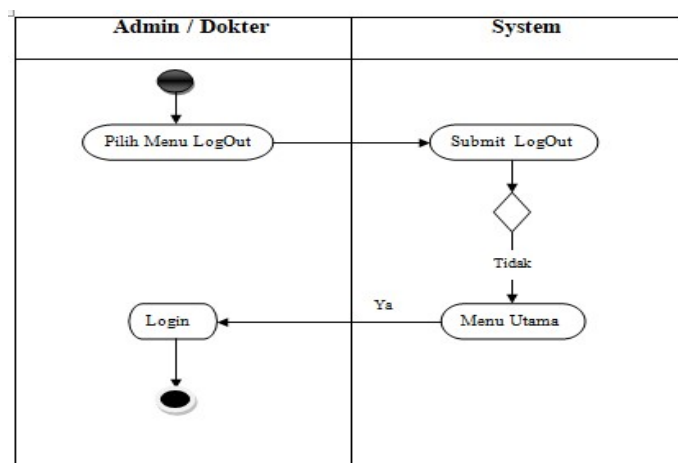 Admin / Dokter
System
Pilih Menu LogOut
Submit LogOut
Tidak
Ya
Login
Menu Utama